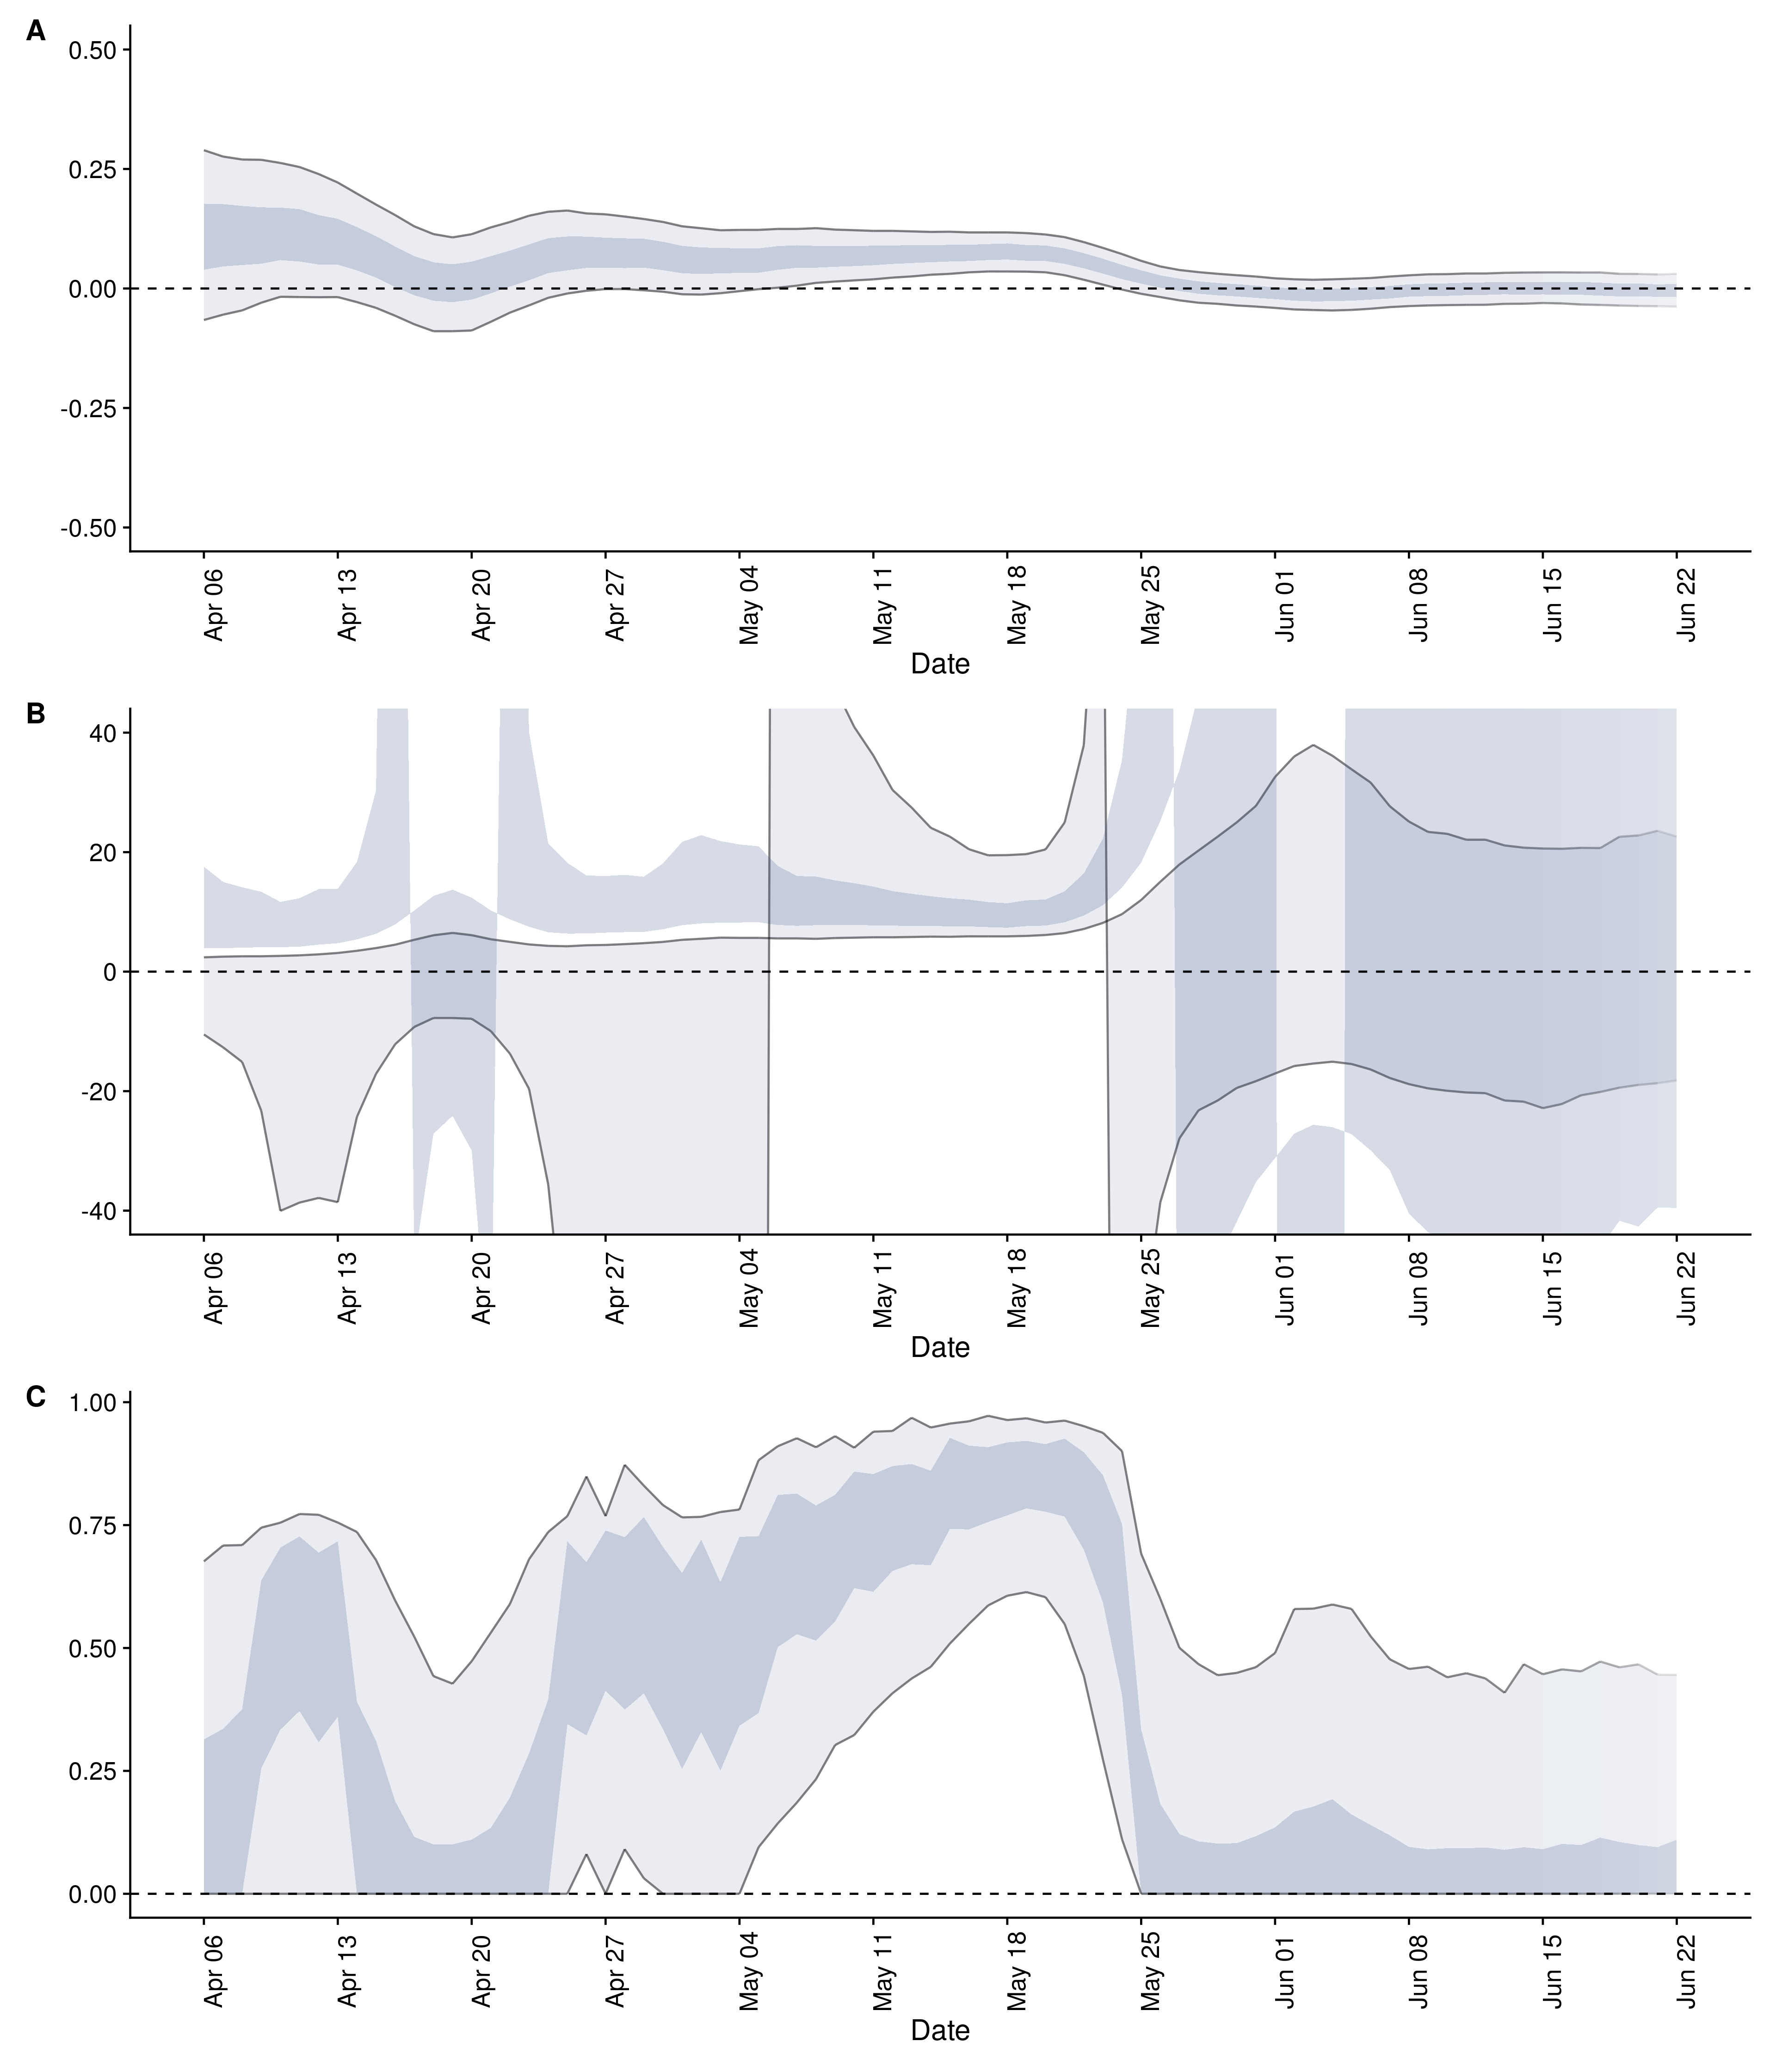 A
0.50
0.25
0.00
-0.25
-0.50
Apr 06
Apr 13
Apr 20
Apr 27
May 04
May 11
May 18
May 25
Jun 01
Jun 08
Jun 15
Jun 22
Date
B
40
20
0
-20
-40
Apr 06
Apr 13
Apr 20
Apr 27
May 04
May 11
May 18
May 25
Jun 01
Jun 08
Jun 15
Jun 22
Date
C
1.00
0.75
0.50
0.25
0.00
Apr 06
Apr 13
Apr 20
Apr 27
May 04
May 11
May 18
May 25
Jun 01
Jun 08
Jun 15
Jun 22
Date